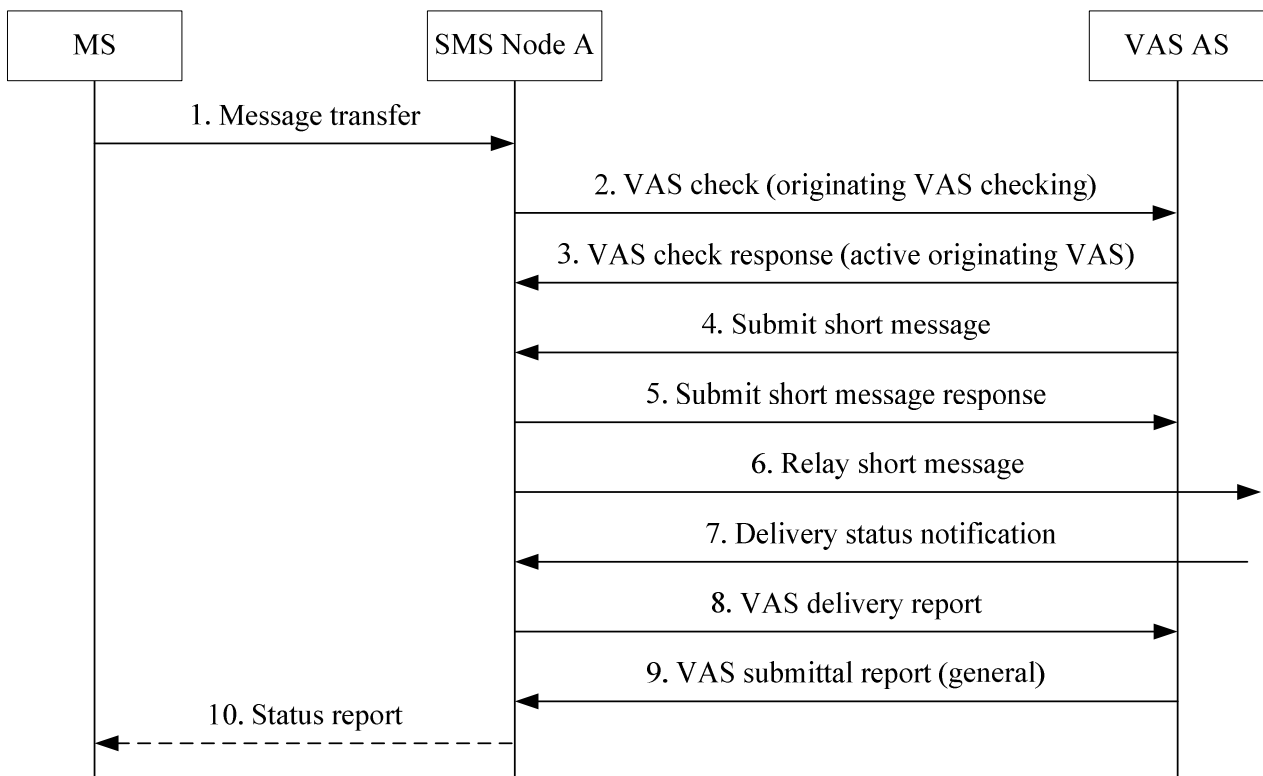 MS
SMS Node A
VAS AS
1. Message transfer
2. VAS check (originating VAS checking)
3. VAS check response (active originating VAS)
4. Submit short message
5. Submit short message response
6. Relay short message
7. Delivery status notification
8. VAS delivery report
9. VAS submittal report (general)
10. Status report